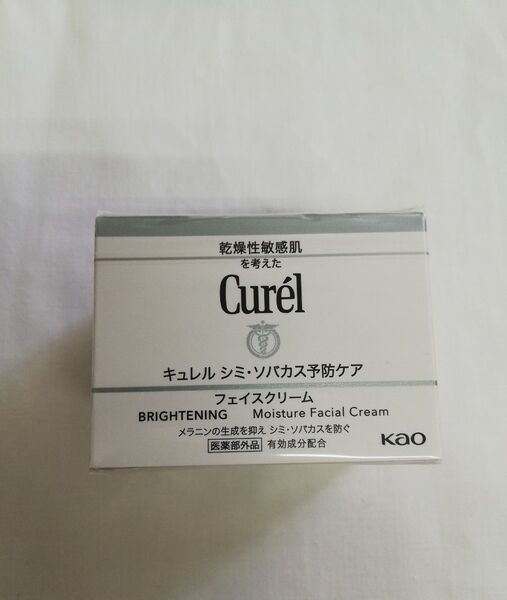 乾燥性敏感肌
を考えた
Curél
キュレル シミ・ソバカス予防ケア
フェイスクリーム
BRIGHTENING Moisture Facial Cream
メラニンの生成を抑え シミ・ソバカスを防ぐ
医薬部外品 有効成分配合
Kao